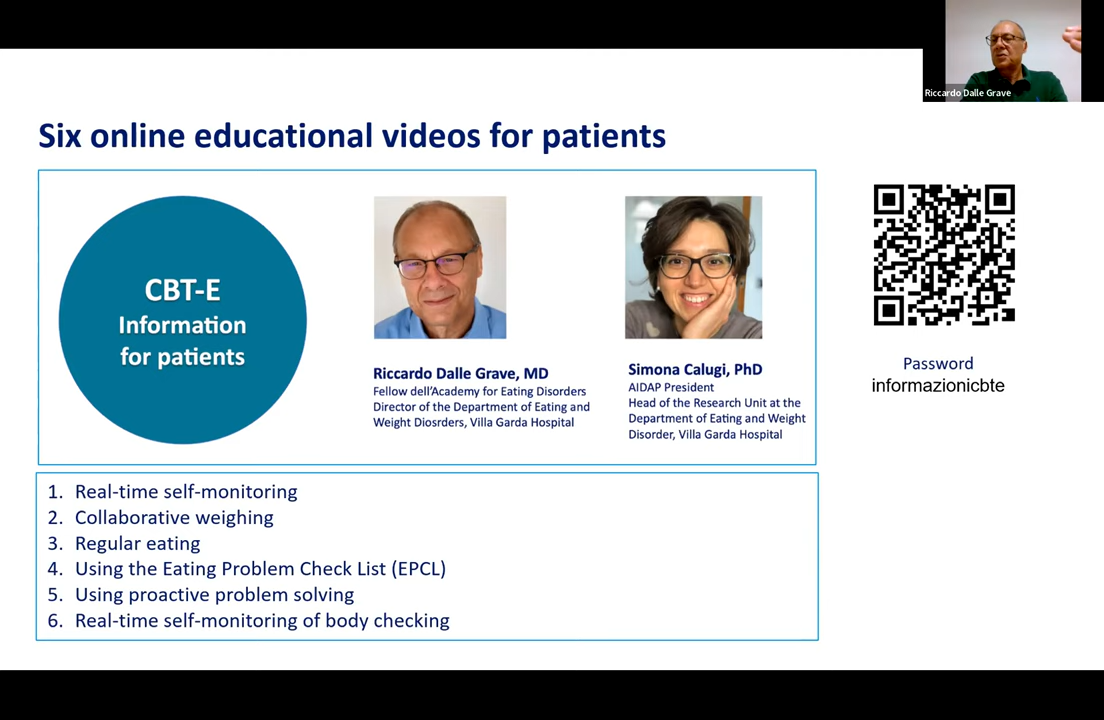 Riccardo Dalle Grave
Six online educational videos for patients
CBT-E
Information
for patients
Riccardo Dalle Grave, MD
Fellow dell'Academy for Eating Disorders
Director of the Department of Eating and
Weight Diosrders, Villa Garda Hospital
Simona Calugi, PhD
AIDAP President
Head of the Research Unit at the
Department of Eating and Weight
Disorder, Villa Garda Hospital
Password
informazionicbte
1. Real-time self-monitoring
2. Collaborative weighing
3. Regular eating
4. Using the Eating Problem Check List (EPCL)
5. Using proactive problem solving
6. Real-time self-monitoring of body checking